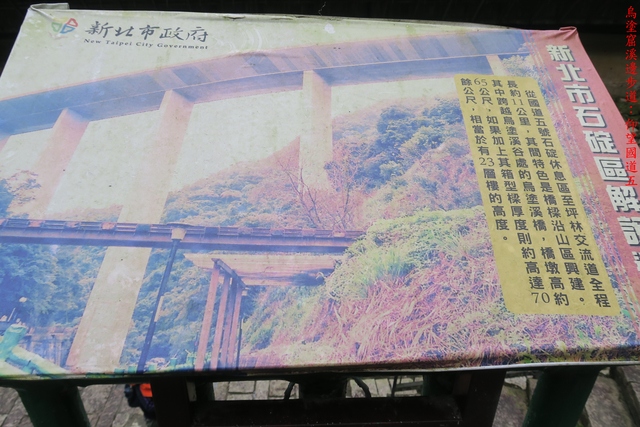 新北市政府
New Taipei City Government
新北市石碇區解說
從國道五號石碇休息區至坪林交流道全程
長約11公里，其間特色是橋樑沿山區興建。
其中跨越烏塗溪谷處的烏塗溪橋，橋墩高約
65公尺，如果加上其箱型樑厚度則約高達70
餘公尺，相當於有23層樓的高度。